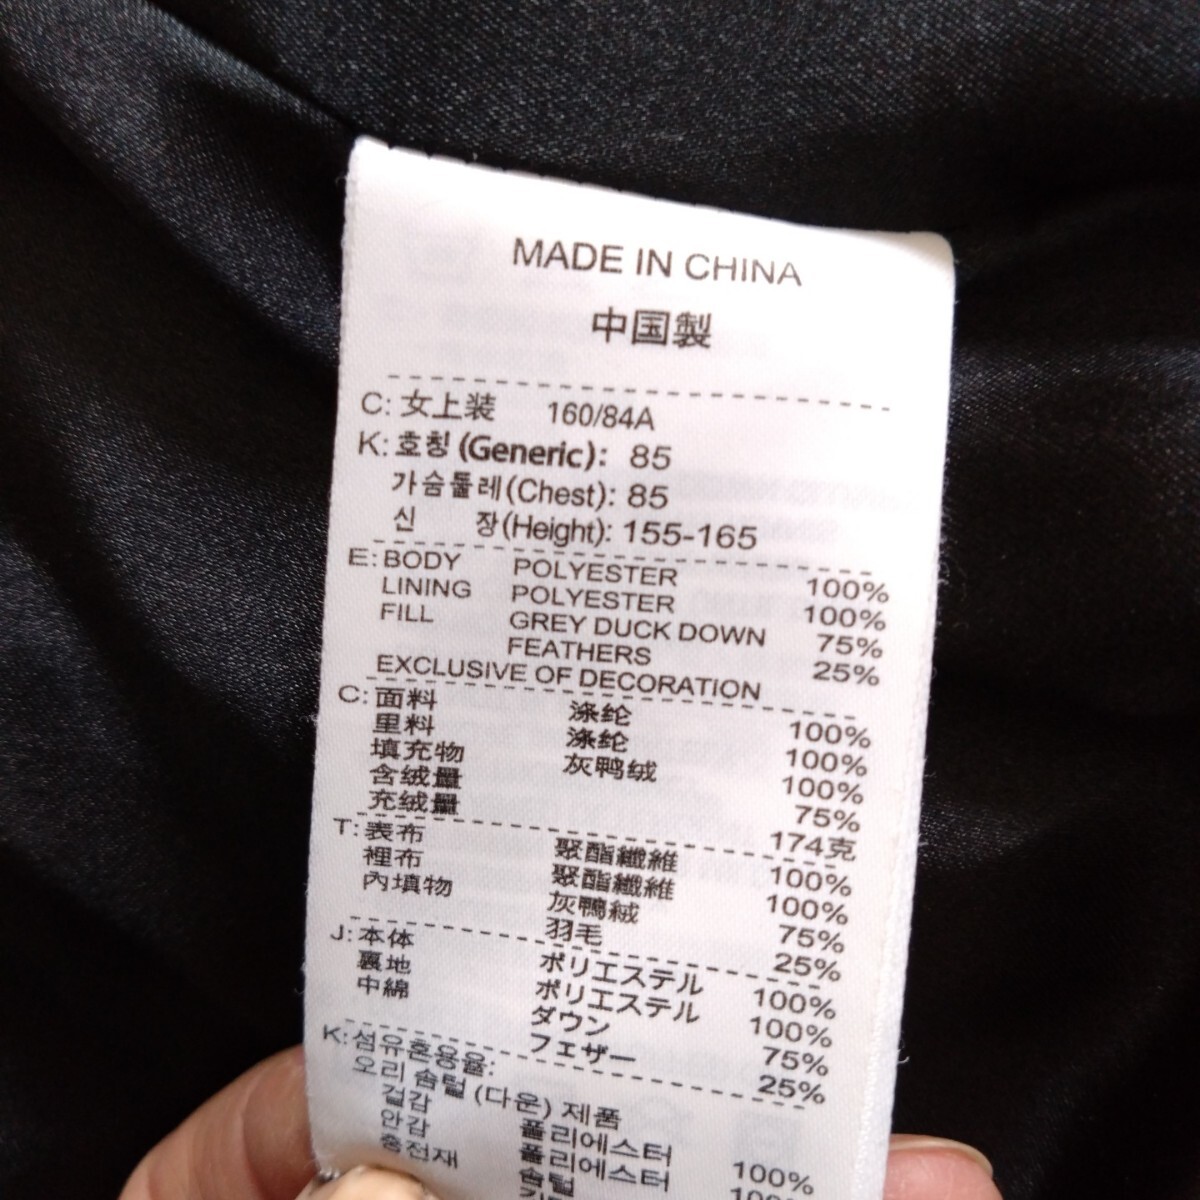 MADE IN CHINA
中国製
C: 女上装 160/84A
K: 호칭 (Generic): 85
가슴둘레(Chest): 85
신 장(Height): 155-165
E: BODY POLYESTER 100%
LINING POLYESTER 100%
FILL GREY DUCK DOWN 75%
FEATHERS 25%
EXCLUSIVE OF DECORATION
C: 面料 涤纶 100%
里料 涤纶 100%
填充物 灰鸭绒 100%
含绒量 75%
充绒量 174克
T: 表布 聚酯纖維 100%
裡布 聚酯纖維 100%
內填物 灰鴨絨 75%
羽毛 25%
J: 本体 ポリエステル 100%
裏地 ポリエステル 100%
中綿 ダウン 75%
フェザー 25%
K: 섬유혼용율:
오리 솜털 (다운) 제품
겉감 폴리에스터 100%
안감 폴리에스터 100%
충전재 솜털